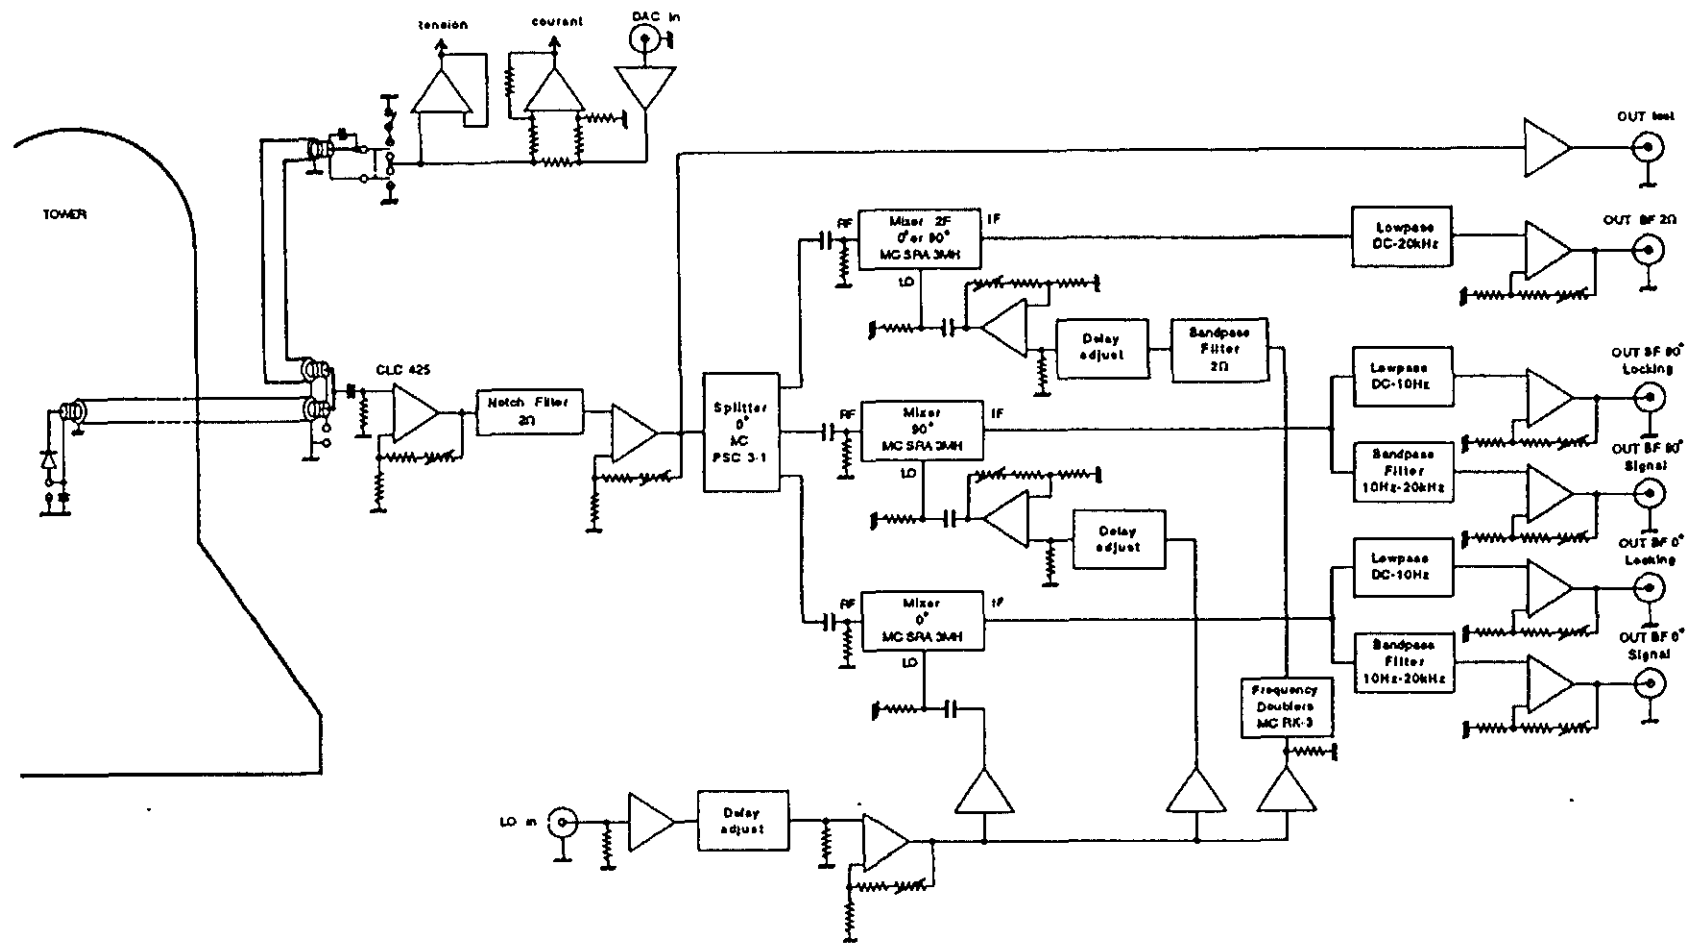 tension
courant
DAC in
OUT test
TOWER
RF
Mixer 2F
0° or 90°
MC SRA 3MH
IF
LO
Lowpass
DC-20kHz
OUT BF 2Ω
Delay
adjust
Bandpass
Filter
2Ω
CLC 425
Notch Filter
2Ω
Splitter
0°
MC
PSC 3-1
RF
Mixer
90°
MC SRA 3MH
IF
LO
Lowpass
DC-10Hz
OUT BF 90°
Locking
Bandpass
Filter
10Hz-20kHz
OUT BF 90°
Signal
Delay
adjust
RF
Mixer
0°
MC SRA 3MH
IF
LO
Lowpass
DC-10Hz
OUT BF 0°
Locking
Bandpass
Filter
10Hz-20kHz
OUT BF 0°
Signal
Frequency
Doublers
MC RK-3
LO in
Delay
adjust